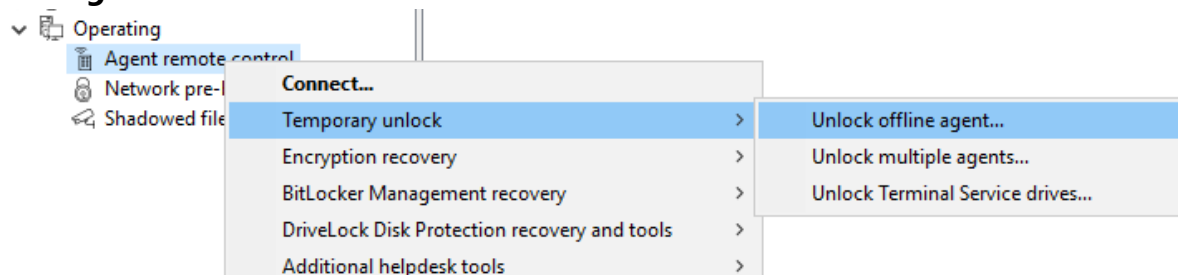 Operating
Agent remote control
Network pre-
Shadowed file
Connect...
Temporary unlock
Encryption recovery
BitLocker Management recovery
DriveLock Disk Protection recovery and tools
Additional helpdesk tools
Unlock offline agent...
Unlock multiple agents...
Unlock Terminal Service drives...